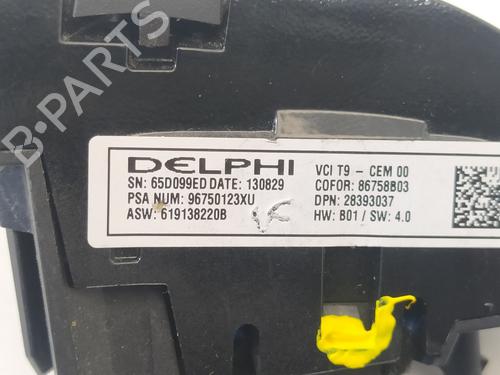 DELPHI
SN: 65D099ED DATE: 130829
PSA NUM: 96750123XU
ASW: 619138220B
VCI T9 - CEM 00
COFOR: 86758B03
DPN: 28393037
HW: B01 / SW: 4.0
B-PARTS